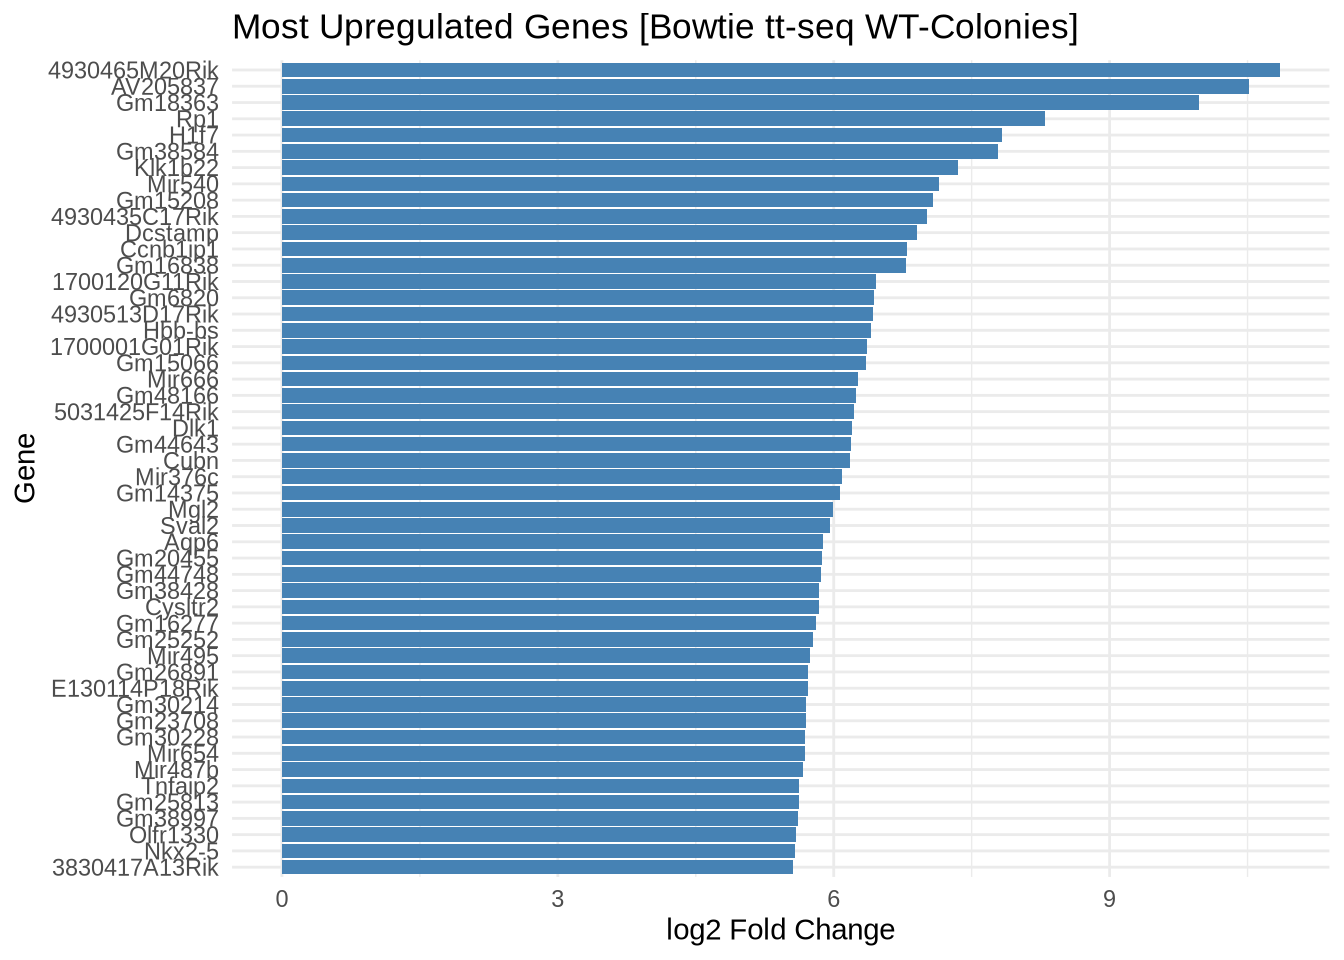 Most Upregulated Genes [Bowtie tt-seq WT-Colonies]
4930465M20Rik
AV205837
Gm18363
Rp1
H1f7
Gm38584
Klk1b22
Mir540
Gm15208
4930435C17Rik
Dcstamp
Ccnb1ip1
Gm16838
1700120G11Rik
Gm6820
4930513D17Rik
Hbb-bs
1700001G01Rik
Gm15066
Mir666
Gm48166
5031425F14Rik
Dlk1
Gm44643
Cubn
Mir376c
Gm14375
Mgl2
Sval2
Aqp6
Gm20455
Gm44748
Gm38428
Cysltr2
Gm16277
Gm25252
Mir495
Gm26891
E130114P18Rik
Gm30214
Gm23708
Gm30228
Mir654
Mir487b
Tnfaip2
Gm25813
Gm38997
Olfr1330
Nkx2-5
3830417A13Rik
Gene
0 3 6 9
log2 Fold Change